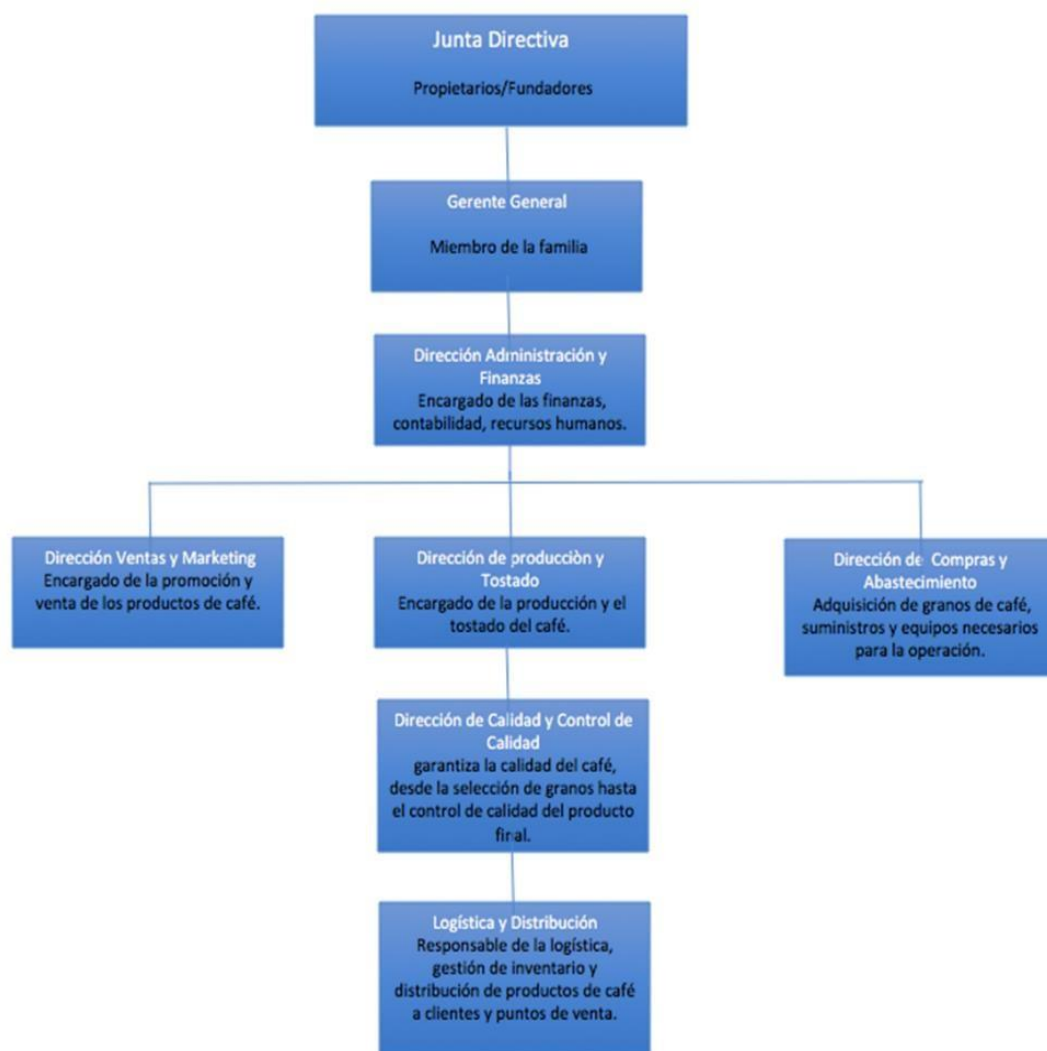 Junta Directiva
Propietarios/Fundadores
Gerente General
Miembro de la familia
Dirección Administración y
Finanzas
Encargado de las finanzas,
contabilidad, recursos humanos.
Dirección Ventas y Marketing
Encargado de la promoción y
venta de los productos de café.
Dirección de producciòn y
Tostado
Encargado de la producción y el
tostado del café.
Dirección de Compras y
Abastecimiento
Adquisición de granos de café,
suministros y equipos necesarios
para la operación.
Dirección de Calidad y Control de
Calidad
garantiza la calidad del café,
desde la selección de granos hasta
el control de calidad del producto
final.
Logística y Distribución
Responsable de la logística,
gestión de inventario y
distribución de productos de café
a clientes y puntos de venta.